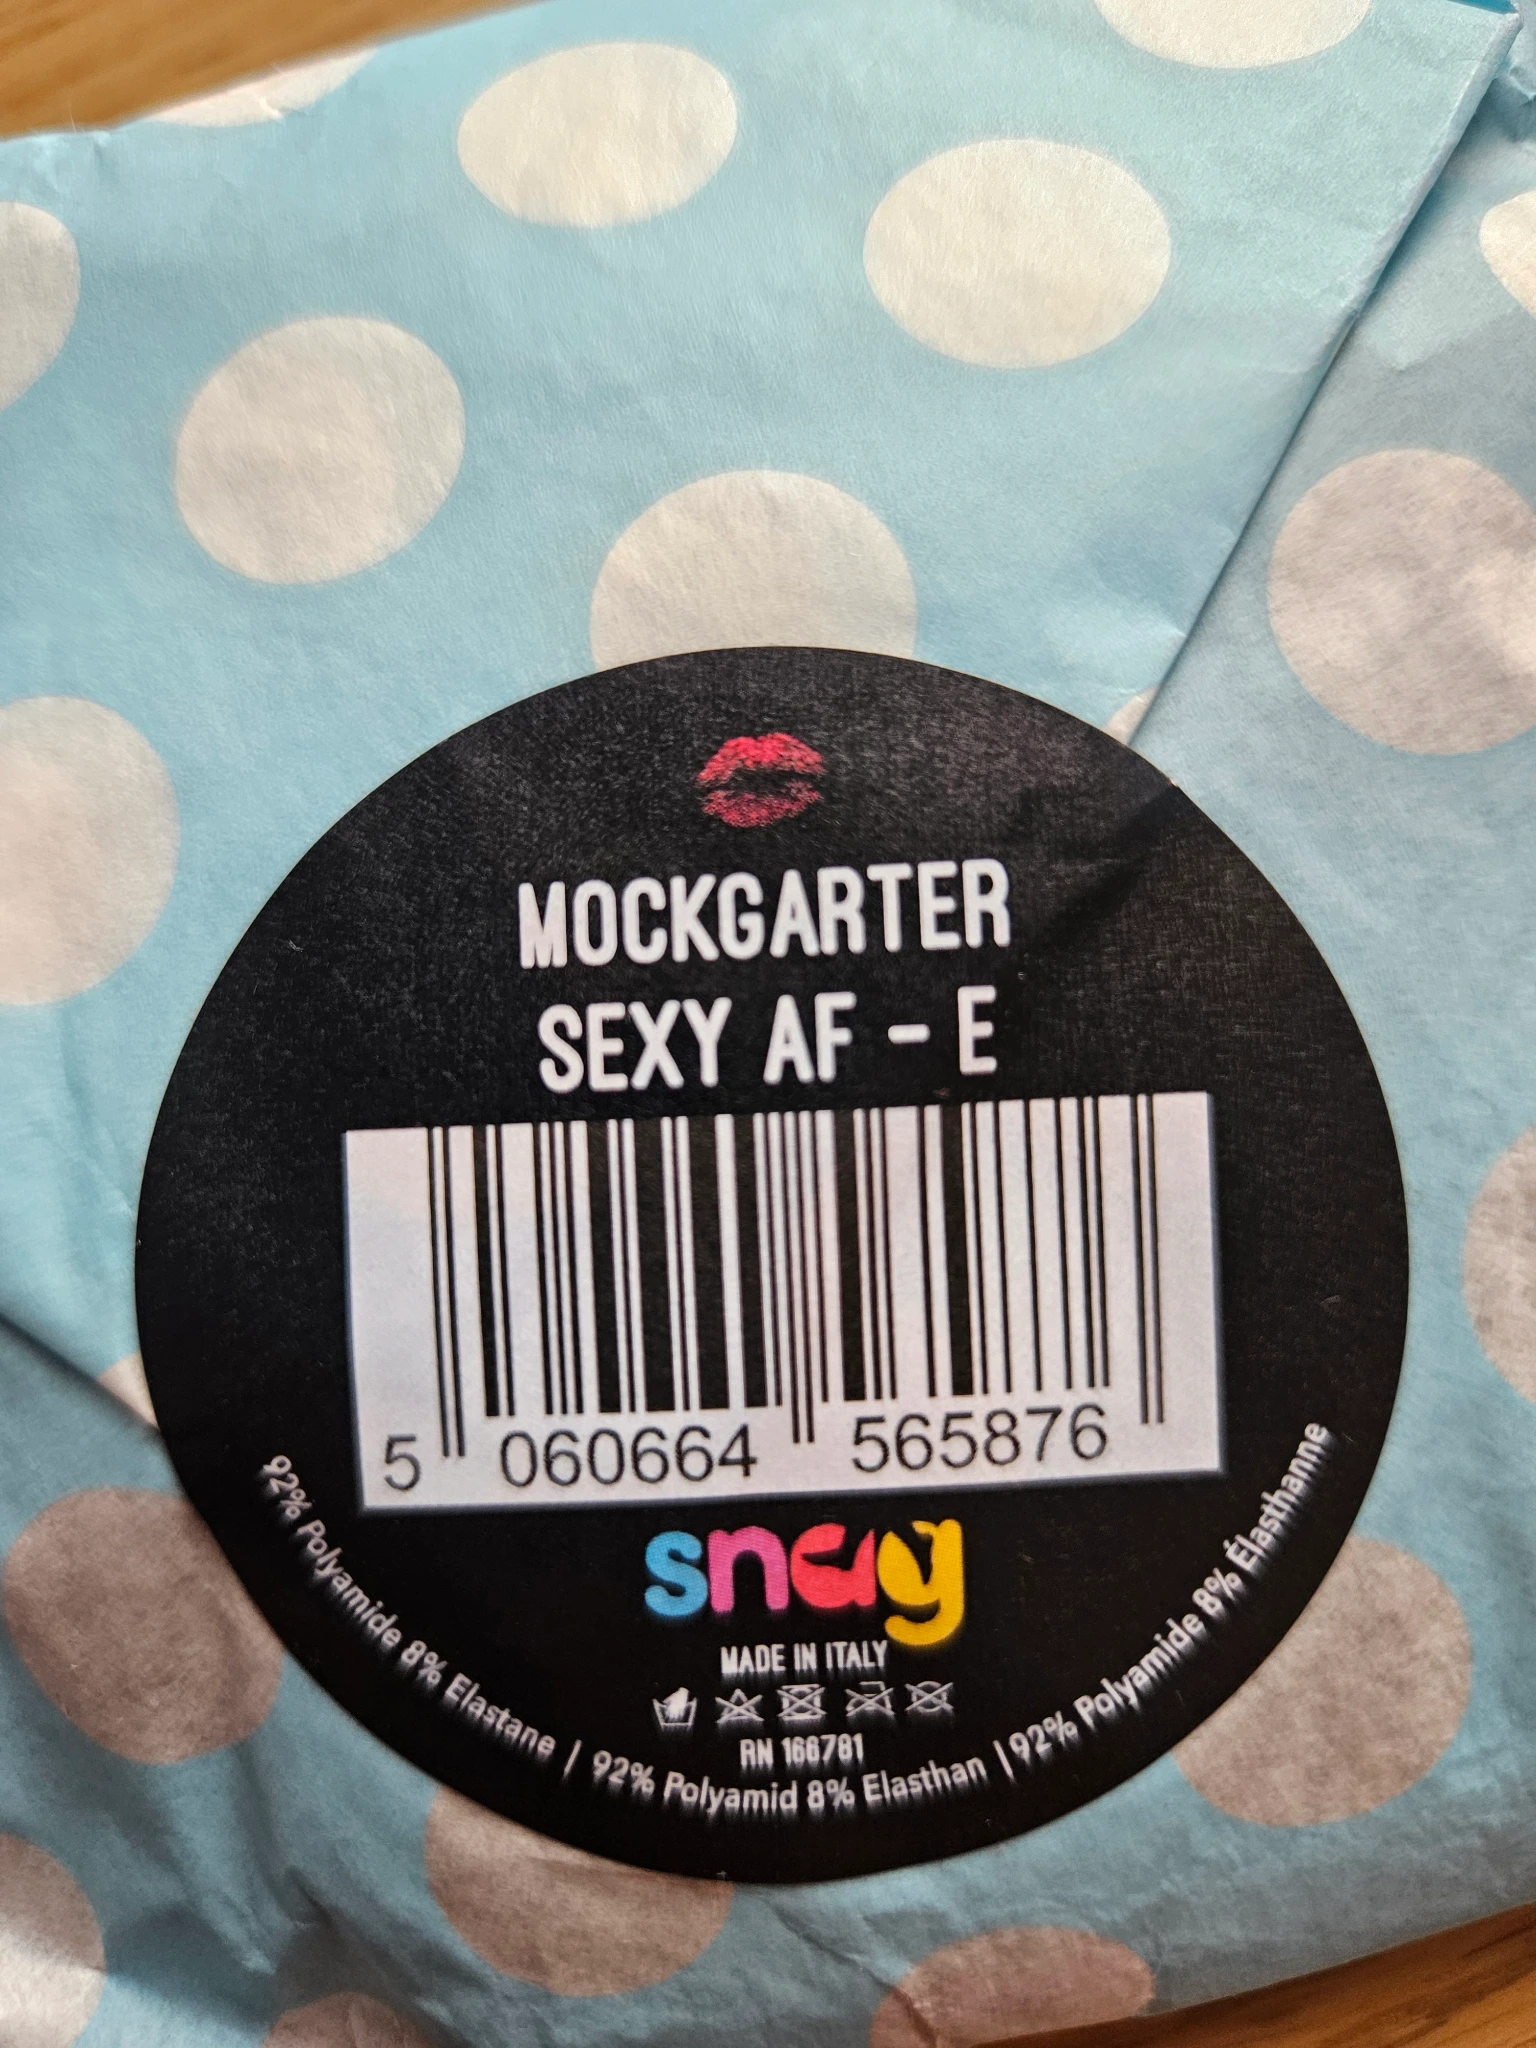 MOCKGARTER
SEXY AF - E
5 060664 565876
snag
MADE IN ITALY
RN 166781
92% Polyamide 8% Elastane | 92% Polyamid 8% Elasthan | 92% Polyamide 8% Élasthanne